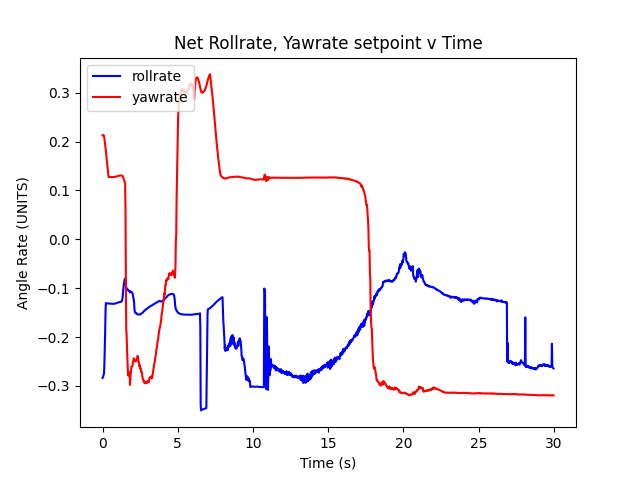 Net Rollrate, Yawrate setpoint v Time
rollrate
yawrate
0.3
0.2
0.1
0.0
−0.1
−0.2
−0.3
Angle Rate (UNITS)
0 5 10 15 20 25 30
Time (s)